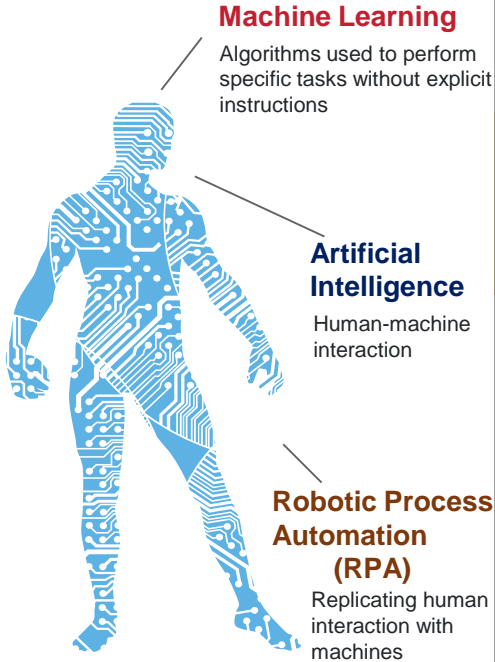 Machine Learning
Algorithms used to perform
specific tasks without explicit
instructions
Artificial
Intelligence
Human-machine
interaction
Robotic Process
Automation
(RPA)
Replicating human
interaction with
machines